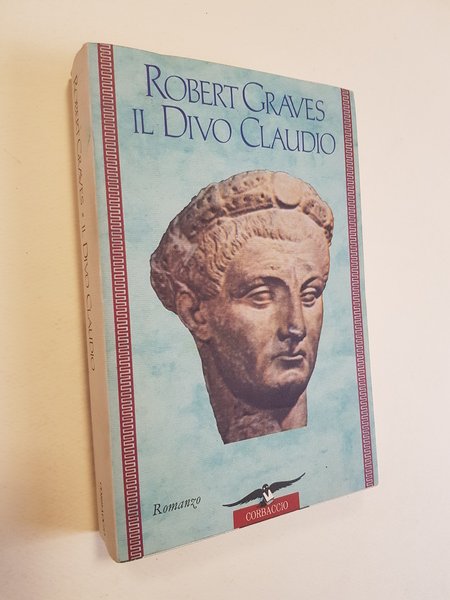 ROBERT GRAVES
IL DIVO CLAUDIO
Romanzo
CORBACCIO
ROBERT GRAVES • IL DIVO CLAUDIO